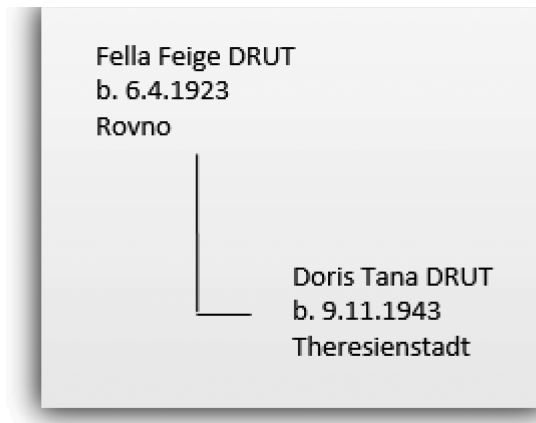 Fella Feige DRUT
b. 6.4.1923
Rovno
Doris Tana DRUT
b. 9.11.1943
Theresienstadt